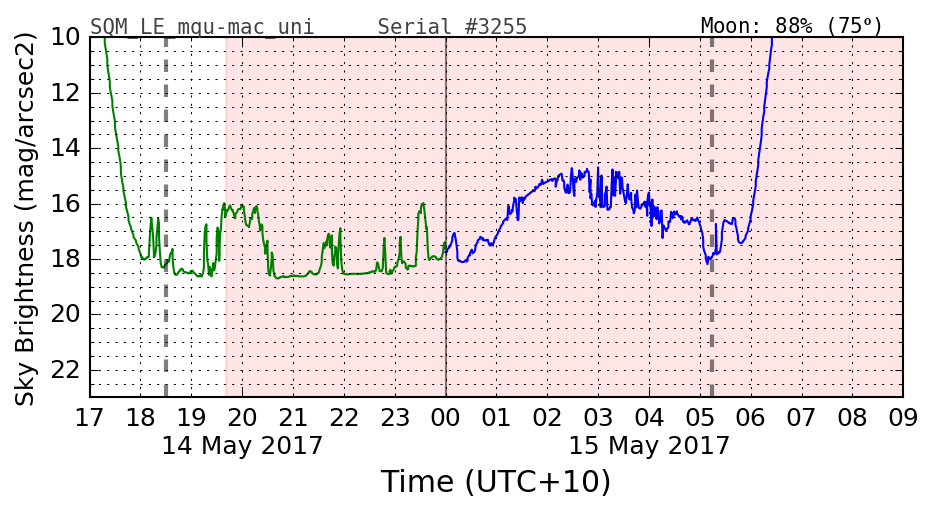 SQM_LE_mqu-mac_uni Serial #3255 Moon: 88% (75°)
Sky Brightness (mag/arcsec2)
10
12
14
16
18
20
22
17 18 19 20 21 22 23 00 01 02 03 04 05 06 07 08 09
14 May 2017 15 May 2017
Time (UTC+10)